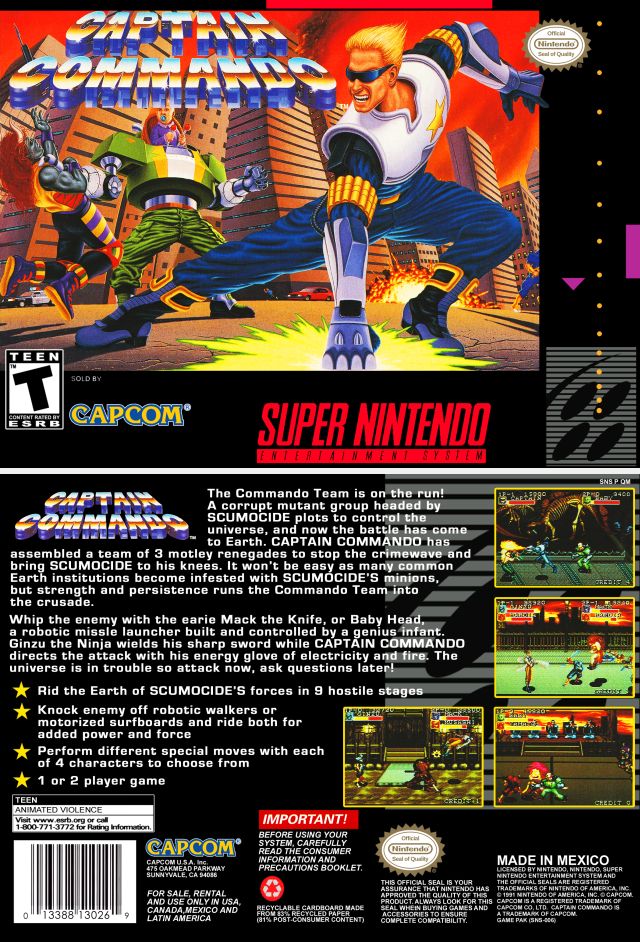 CAPTAIN
COMMANDO
Official
Nintendo
Seal of Quality
TEEN
TM
T
CONTENT RATED BY
ESRB
SOLD BY
CAPCOM®
SUPER NINTENDO
ENTERTAINMENT SYSTEM
SNS P QM
CAPTAIN
COMMANDO™
The Commando Team is on the run!
A corrupt mutant group headed by
SCUMOCIDE plots to control the
universe, and now the battle has come
to Earth. CAPTAIN COMMANDO has
assembled a team of 3 motley renegades to stop the crimewave and
bring SCUMOCIDE to his knees. It won't be easy as many common
Earth institutions become infested with SCUMOCIDE'S minions,
but strength and persistence runs the Commando Team into
the crusade.
Whip the enemy with the earie Mack the Knife, or Baby Head,
a robotic missle launcher built and controlled by a genius infant.
Ginzu the Ninja wields his sharp sword while CAPTAIN COMMANDO
directs the attack with his energy glove of electricity and fire. The
universe is in trouble so attack now, ask questions later!
★ Rid the Earth of SCUMOCIDE'S forces in 9 hostile stages
★ Knock enemy off robotic walkers or
motorized surfboards and ride both for
added power and force
★ Perform different special moves with each
of 4 characters to choose from
★ 1 or 2 player game
CREDIT 4
CREDIT 0
TEEN
ANIMATED VIOLENCE
Visit www.esrb.org or call
1-800-771-3772 for Rating Information.
0 13388 13026 9
CAPCOM®
CAPCOM U.S.A. Inc.
475 OAKMEAD PARKWAY
SUNNYVALE, CA 94086
FOR SALE, RENTAL
AND USE ONLY IN USA,
CANADA,MEXICO AND
LATIN AMERICA
IMPORTANT!
BEFORE USING YOUR
SYSTEM, CAREFULLY
READ THE CONSUMER
INFORMATION AND
PRECAUTIONS BOOKLET.
RECYCLABLE CARDBOARD MADE
FROM 83% RECYCLED PAPER
(81% POST-CONSUMER CONTENT)
Official
Nintendo
Seal of Quality
THIS OFFICIAL SEAL IS YOUR
ASSURANCE THAT NINTENDO HAS
APPROVED THE QUALITY OF THIS
PRODUCT. ALWAYS LOOK FOR THIS
SEAL WHEIN BUYING GAMES AND
ACCESSORIES TO ENSURE
COMPLETE COMPATIBILITY.
MADE IN MEXICO
LICENSED BY NINTENDO, NINTENDO, SUPER
NINTENDO ENTERTAINMENT SYSTEM AND
THE OFFICIAL SEALS ARE REGISTERED
TRADEMARKS OF NINTENDO OF AMERICA, INC.
© 1991 NINTENDO OF AMERICA, INC. © CAPCOM
CAPCOM IS A REGISTERED TRADEMARK OF
CAPCOM CO LTD. CAPTAIN COMMANDO IS
A TRADEMARK OF CAPCOM.
GAME PAK (SNS-006)